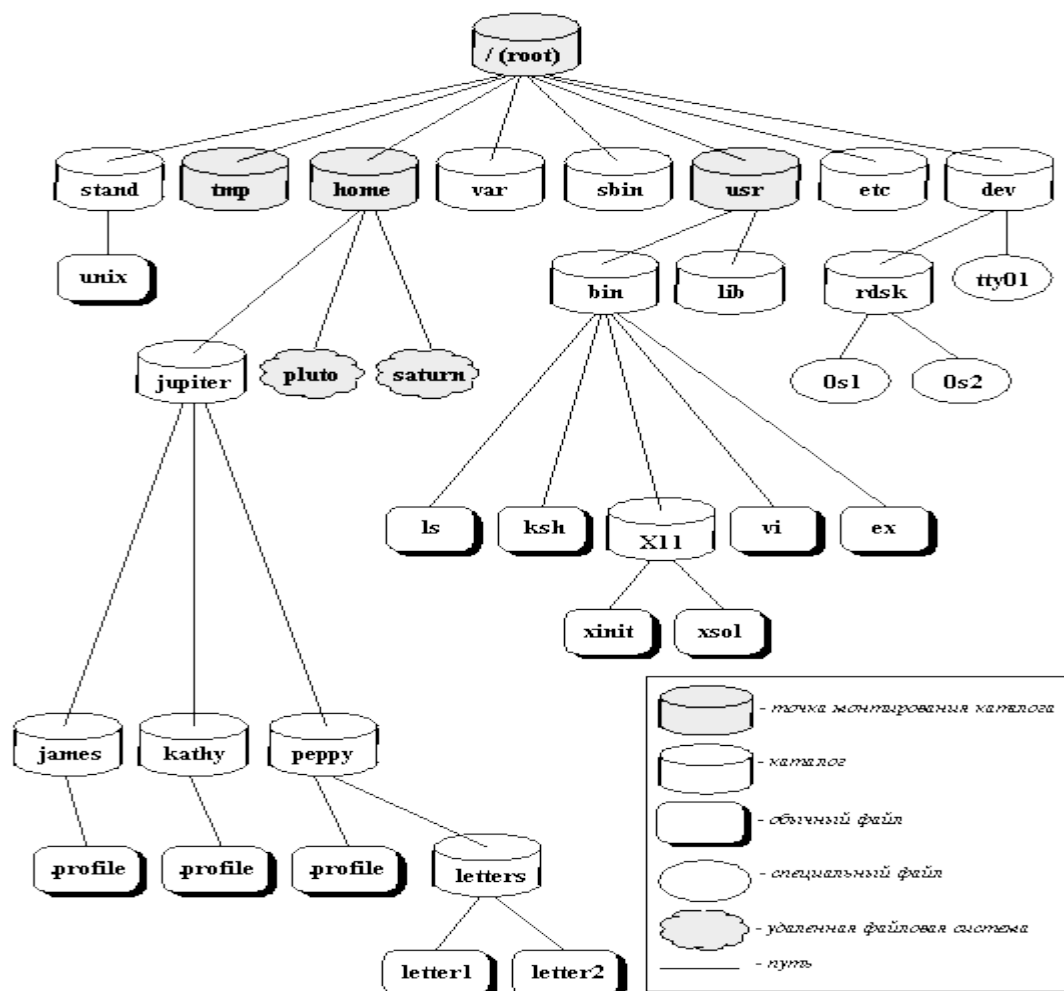 / (root)
stand tmp home var sbin usr etc dev
unix bin lib rdsk tty01
jupiter pluto saturn 0s1 0s2
ls ksh X11 vi ex
xinit xsol
james kathy peppy
.profile .profile .profile letters
letter1 letter2
- точка монтирования каталога
- каталог
- обычный файл
- специальный файл
- удаленная файловая система
- путь